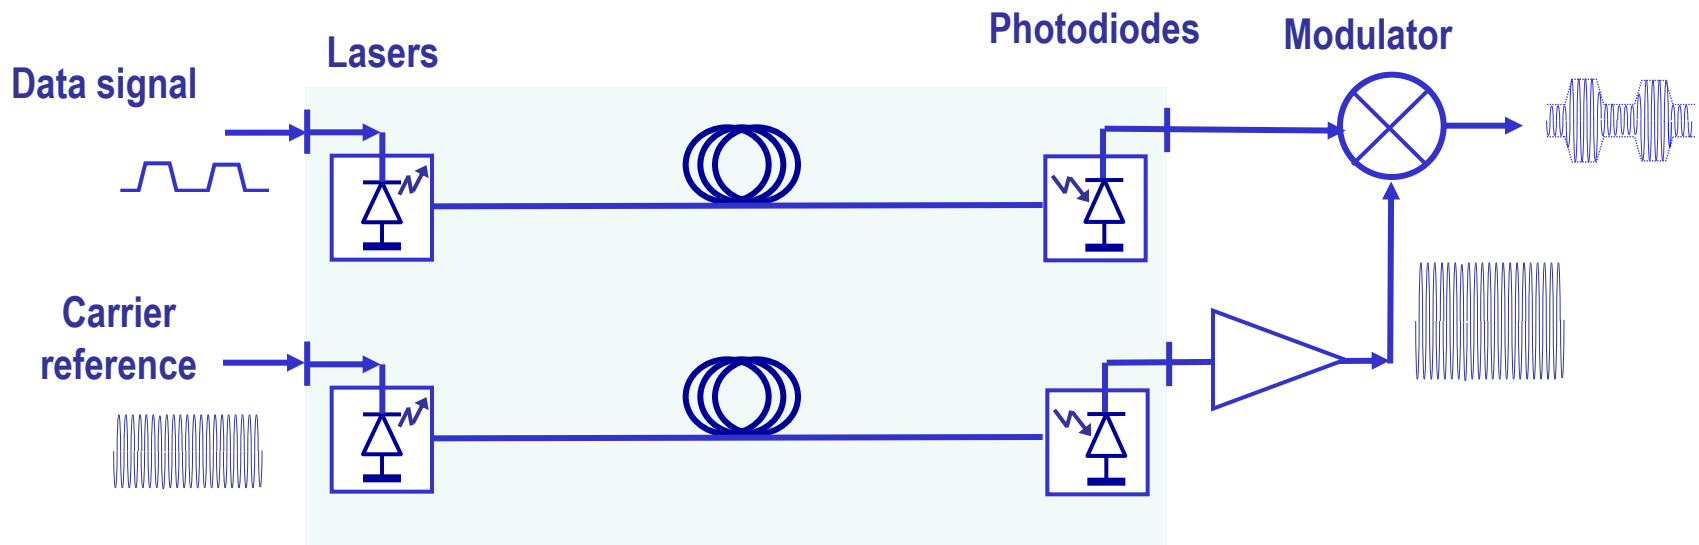 Data signal
Lasers
Photodiodes
Modulator
Carrier
reference